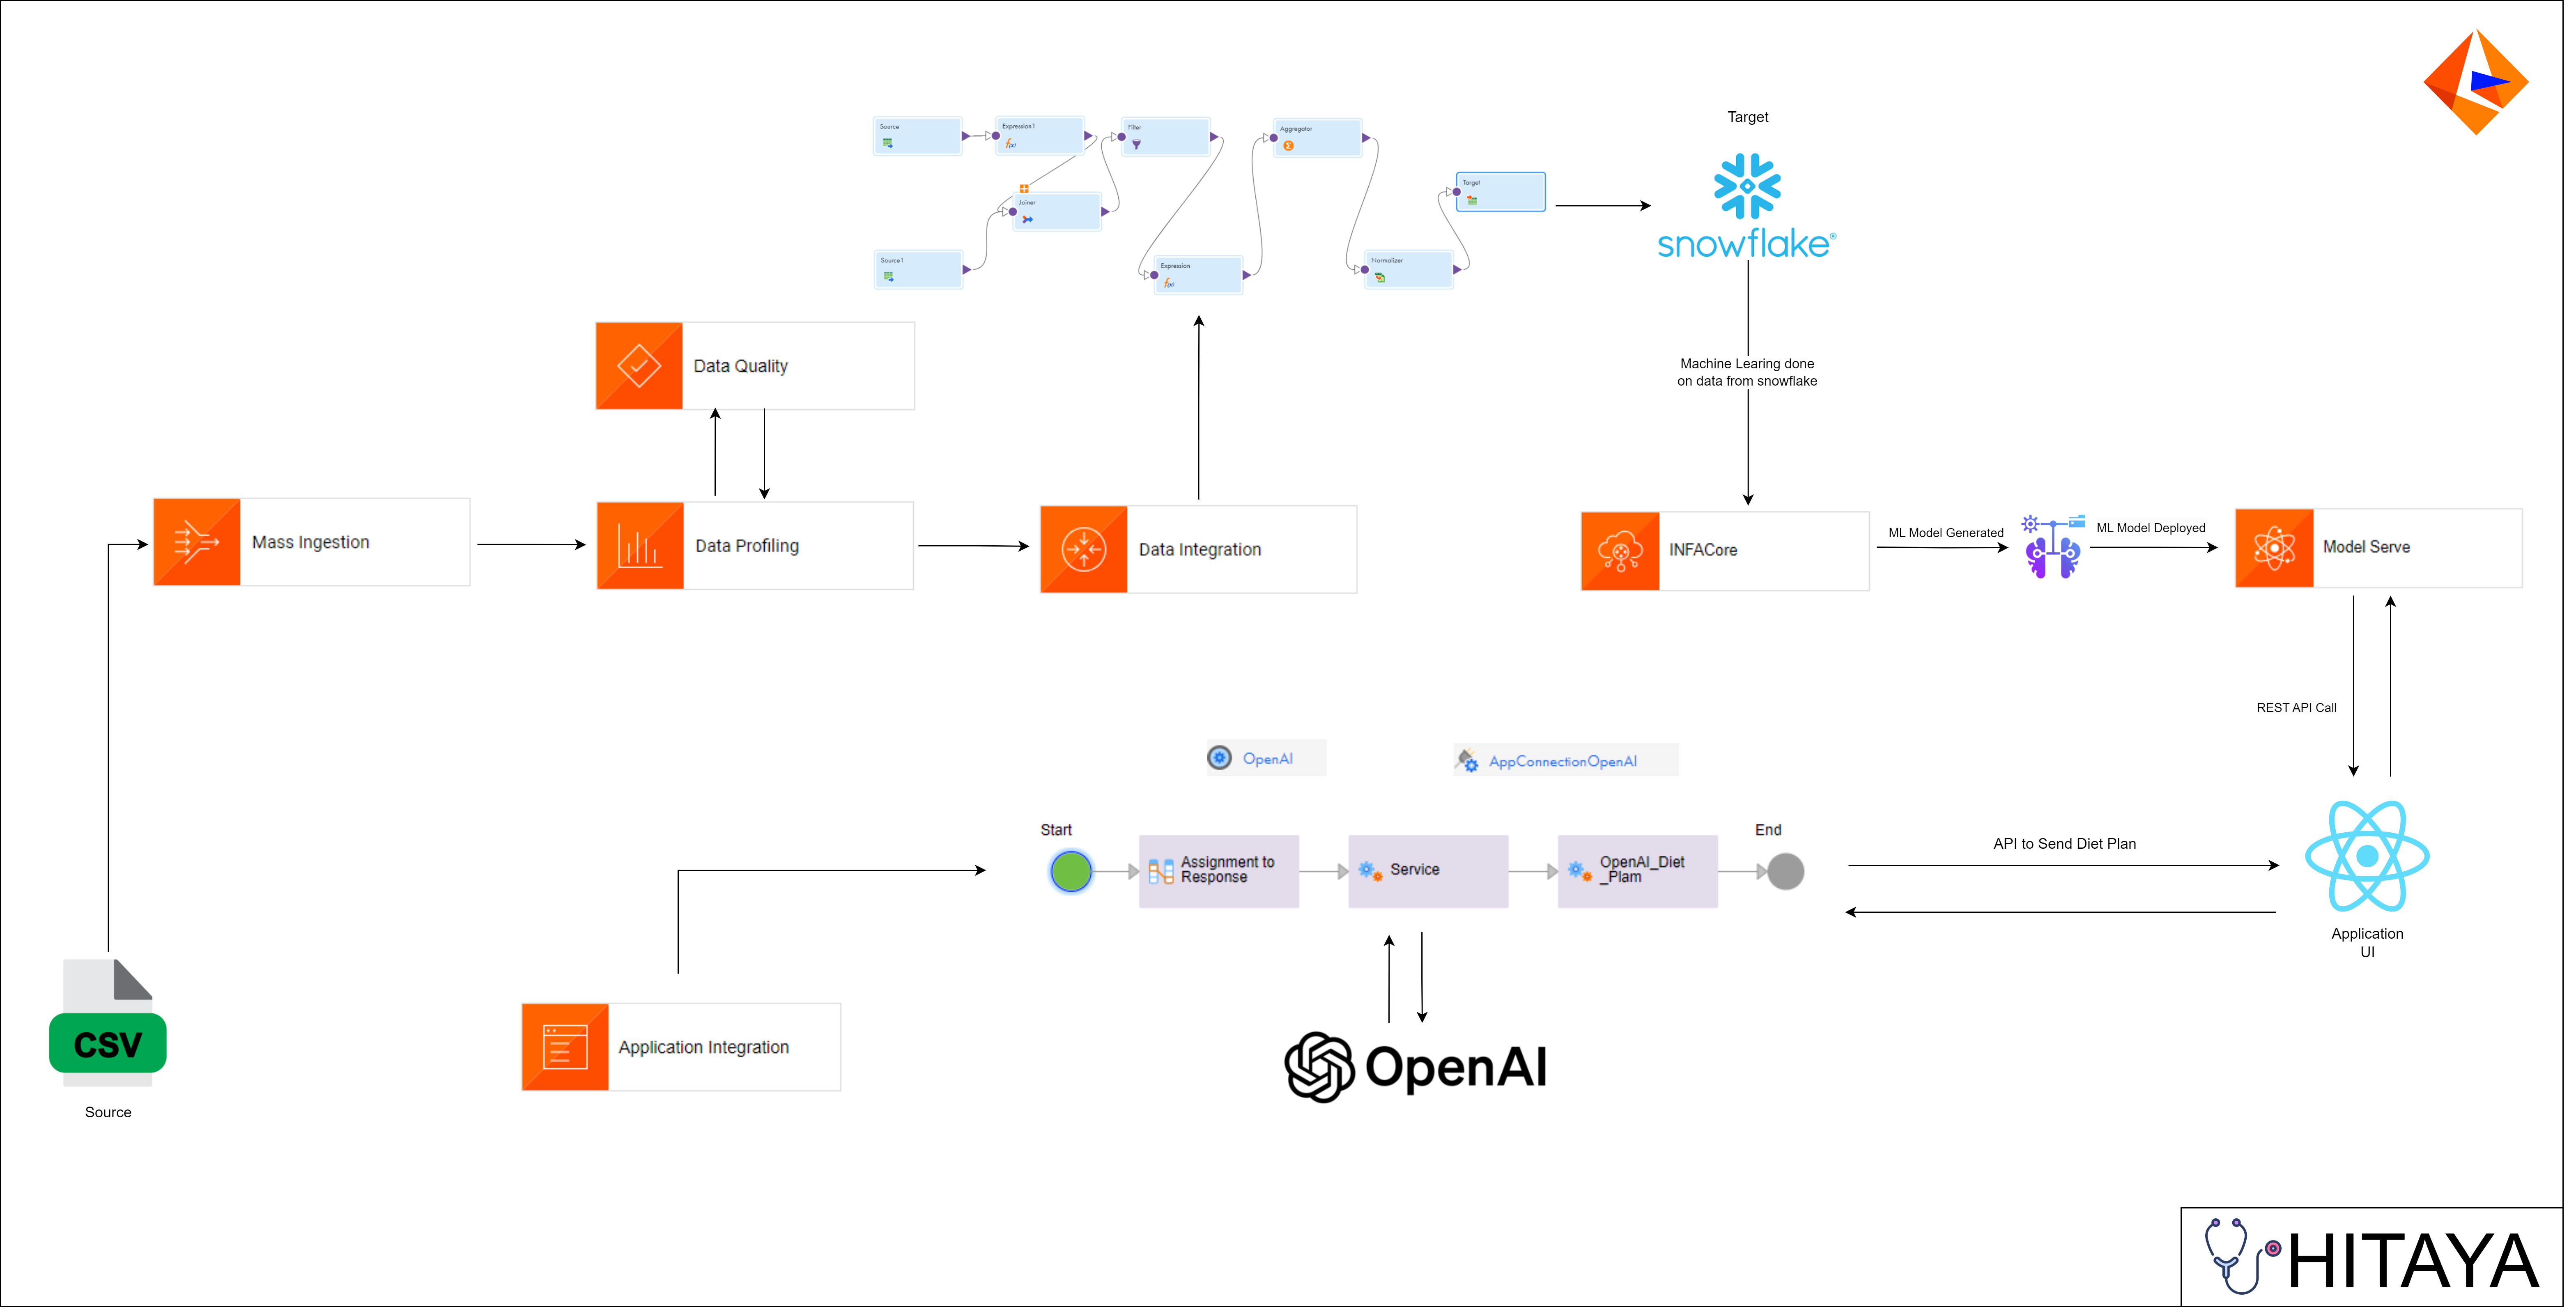 Target
Source
Expression1
Filter
Aggregator
Joiner
Target
Source1
Expression
Normalizer
snowflake®
Data Quality
Machine Learing done
on data from snowflake
Mass Ingestion
Data Profiling
Data Integration
INFACore
ML Model Generated
ML Model Deployed
Model Serve
REST API Call
OpenAI
AppConnectionOpenAI
Start
Assignment to
Response
Service
OpenAI_Diet
_Plam
End
API to Send Diet Plan
Application
UI
CSV
Source
Application Integration
OpenAI
HITAYA